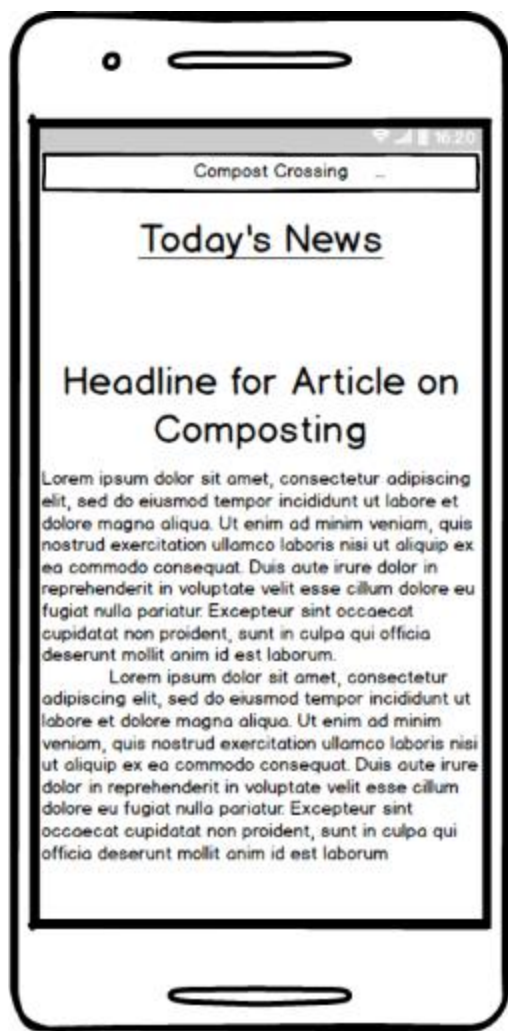 16:20
Compost Crossing ...
Today's News
Headline for Article on
Composting
Lorem ipsum dolor sit amet, consectetur adipiscing
elit, sed do eiusmod tempor incididunt ut labore et
dolore magna aliqua. Ut enim ad minim veniam, quis
nostrud exercitation ullamco laboris nisi ut aliquip ex
ea commodo consequat. Duis aute irure dolor in
reprehenderit in voluptate velit esse cillum dolore eu
fugiat nulla pariatur. Excepteur sint occaecat
cupidatat non proident, sunt in culpa qui officia
deserunt mollit anim id est laborum.
Lorem ipsum dolor sit amet, consectetur
adipiscing elit, sed do eiusmod tempor incididunt ut
labore et dolore magna aliqua. Ut enim ad minim
veniam, quis nostrud exercitation ullamco laboris nisi
ut aliquip ex ea commodo consequat. Duis aute irure
dolor in reprehenderit in voluptate velit esse cillum
dolore eu fugiat nulla pariatur. Excepteur sint
occaecat cupidatat non proident, sunt in culpa qui
officia deserunt mollit anim id est laborum